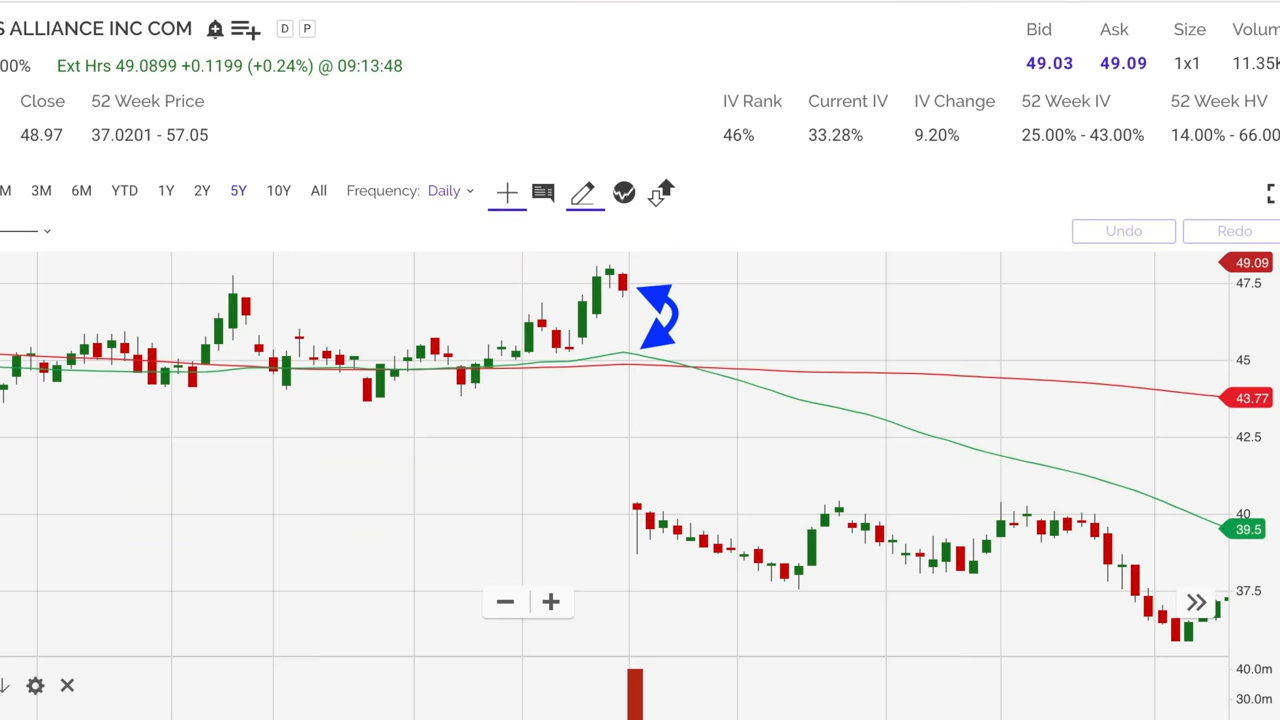 S ALLIANCE INC COM D P
Bid Ask Size Volum
00% Ext Hrs 49.0899 +0.1199 (+0.24%) @ 09:13:48
49.03 49.09 1x1 11.35K
Close 52 Week Price IV Rank Current IV IV Change 52 Week IV 52 Week HV
48.97 37.0201 - 57.05 46% 33.28% 9.20% 25.00% - 43.00% 14.00% - 66.00
M 3M 6M YTD 1Y 2Y 5Y 10Y All Frequency: Daily
Undo Redo
49.09
47.5
45
43.77
42.5
40
39.5
37.5
40.0m
30.0m